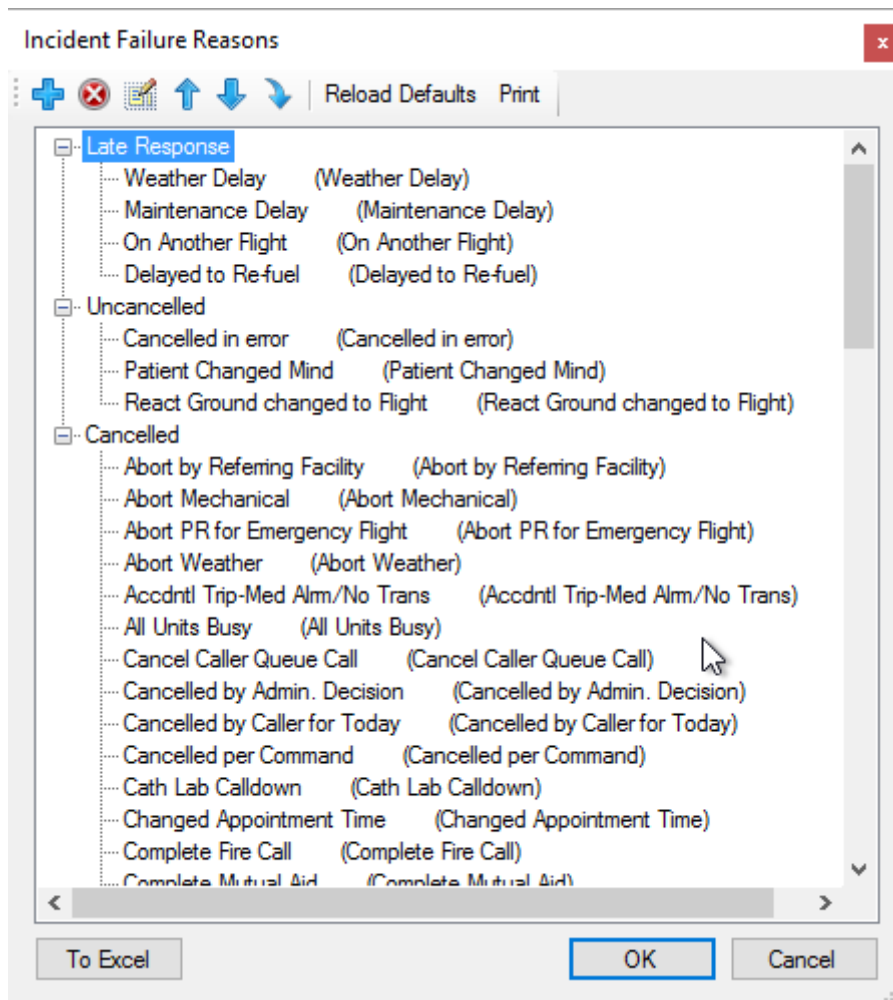 Incident Failure Reasons
x
Reload Defaults Print
Late Response
Weather Delay (Weather Delay)
Maintenance Delay (Maintenance Delay)
On Another Flight (On Another Flight)
Delayed to Re-fuel (Delayed to Re-fuel)
Uncancelled
Cancelled in error (Cancelled in error)
Patient Changed Mind (Patient Changed Mind)
React Ground changed to Flight (React Ground changed to Flight)
Cancelled
Abort by Referring Facility (Abort by Referring Facility)
Abort Mechanical (Abort Mechanical)
Abort PR for Emergency Flight (Abort PR for Emergency Flight)
Abort Weather (Abort Weather)
Accdntl Trip-Med Alrm/No Trans (Accdntl Trip-Med Alrm/No Trans)
All Units Busy (All Units Busy)
Cancel Caller Queue Call (Cancel Caller Queue Call)
Cancelled by Admin. Decision (Cancelled by Admin. Decision)
Cancelled by Caller for Today (Cancelled by Caller for Today)
Cancelled per Command (Cancelled per Command)
Cath Lab Calldown (Cath Lab Calldown)
Changed Appointment Time (Changed Appointment Time)
Complete Fire Call (Complete Fire Call)
Complete Mutual Aid (Complete Mutual Aid)
To Excel OK Cancel